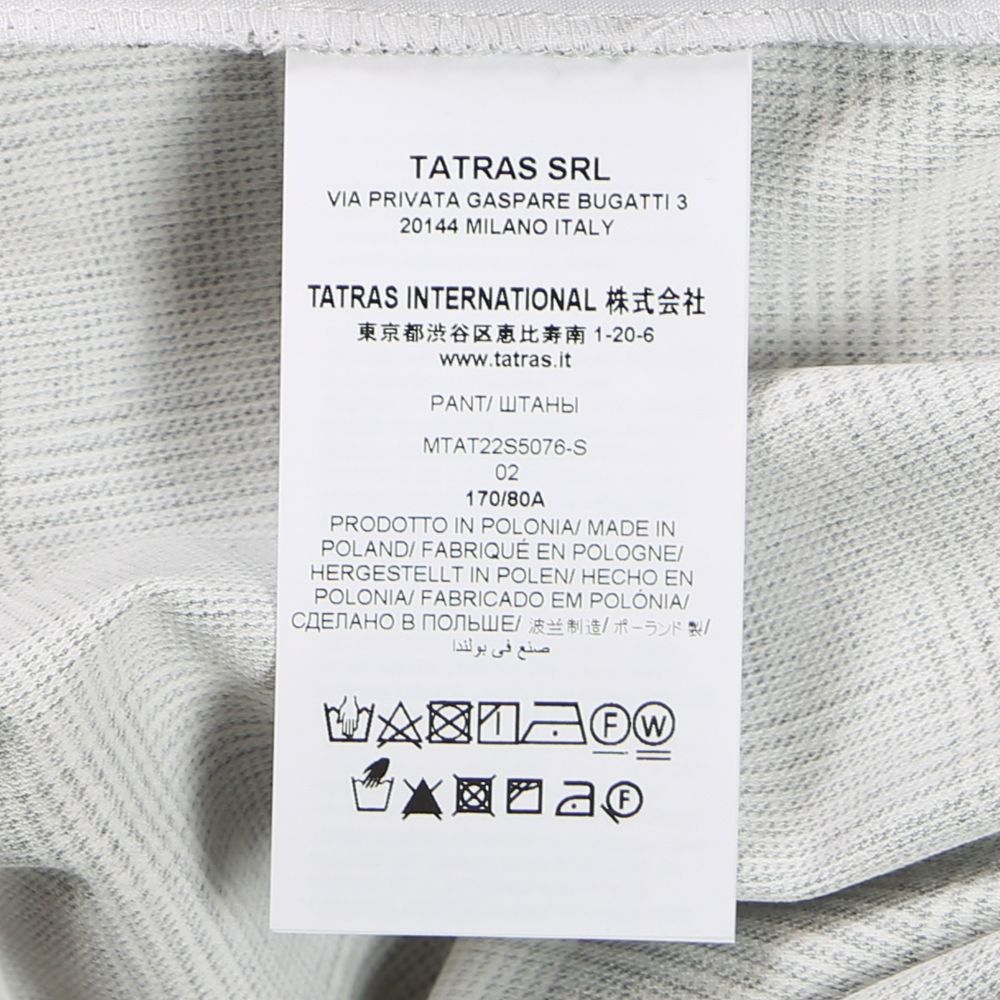 TATRAS SRL
VIA PRIVATA GASPARE BUGATTI 3
20144 MILANO ITALY
TATRAS INTERNATIONAL 株式会社
東京都渋谷区恵比寿南 1-20-6
www.tatras.it
PANT/ ШТАНЫ
MTAT22S5076-S
02
170/80A
PRODOTTO IN POLONIA/ MADE IN
POLAND/ FABRIQUÉ EN POLOGNE/
HERGESTELLT IN POLEN/ HECHO EN
POLONIA/ FABRICADO EM POLÓNIA/
СДЕЛАНО В ПОЛЬШЕ/ 波兰制造/ ポーランド製/
صنع في بولندا
F W
F